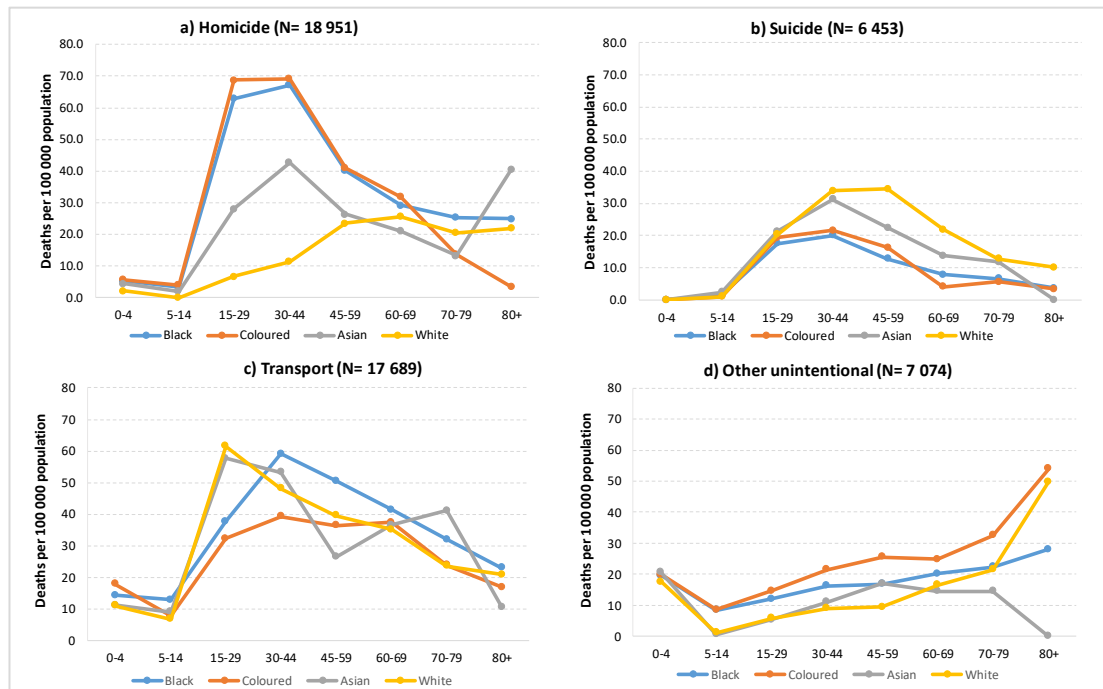 a) Homicide (N= 18 951)
Deaths per 100 000 population
80.0
70.0
60.0
50.0
40.0
30.0
20.0
10.0
0.0
0-4 5-14 15-29 30-44 45-59 60-69 70-79 80+
Black Coloured Asian White
b) Suicide (N= 6 453)
Deaths per 100 000 population
80.0
70.0
60.0
50.0
40.0
30.0
20.0
10.0
0.0
0-4 5-14 15-29 30-44 45-59 60-69 70-79 80+
Black Coloured Asian White
c) Transport (N= 17 689)
Deaths per 100 000 population
80
70
60
50
40
30
20
10
0
0-4 5-14 15-29 30-44 45-59 60-69 70-79 80+
Black Coloured Asian White
d) Other unintentional (N= 7 074)
Deaths per 100 000 population
80
70
60
50
40
30
20
10
0
0-4 5-14 15-29 30-44 45-59 60-69 70-79 80+
Black Coloured Asian White